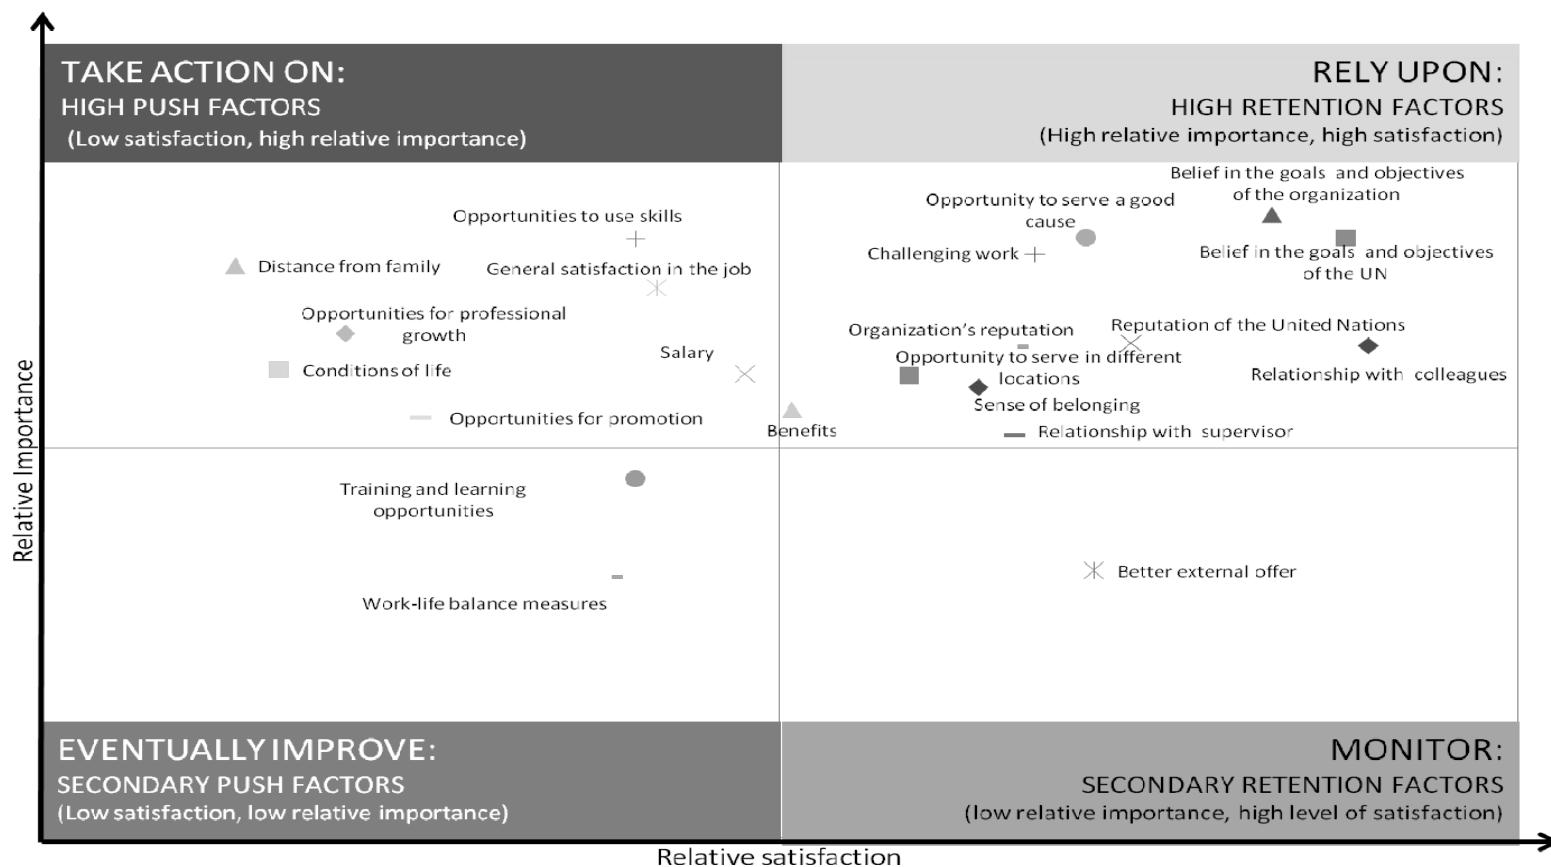 TAKE ACTION ON:
HIGH PUSH FACTORS
(Low satisfaction, high relative importance)
RELY UPON:
HIGH RETENTION FACTORS
(High relative importance, high satisfaction)
Belief in the goals and objectives
of the organization
Opportunity to serve a good
cause
Opportunities to use skills
Challenging work
Belief in the goals and objectives
of the UN
Distance from family
General satisfaction in the job
Opportunities for professional
growth
Organization's reputation
Reputation of the United Nations
Salary
Opportunity to serve in different
locations
Conditions of life
Relationship with colleagues
Sense of belonging
Opportunities for promotion
Benefits
Relationship with supervisor
Relative Importance
Training and learning
opportunities
Better external offer
Work-life balance measures
EVENTUALLY IMPROVE:
SECONDARY PUSH FACTORS
(Low satisfaction, low relative importance)
MONITOR:
SECONDARY RETENTION FACTORS
(low relative importance, high level of satisfaction)
Relative satisfaction